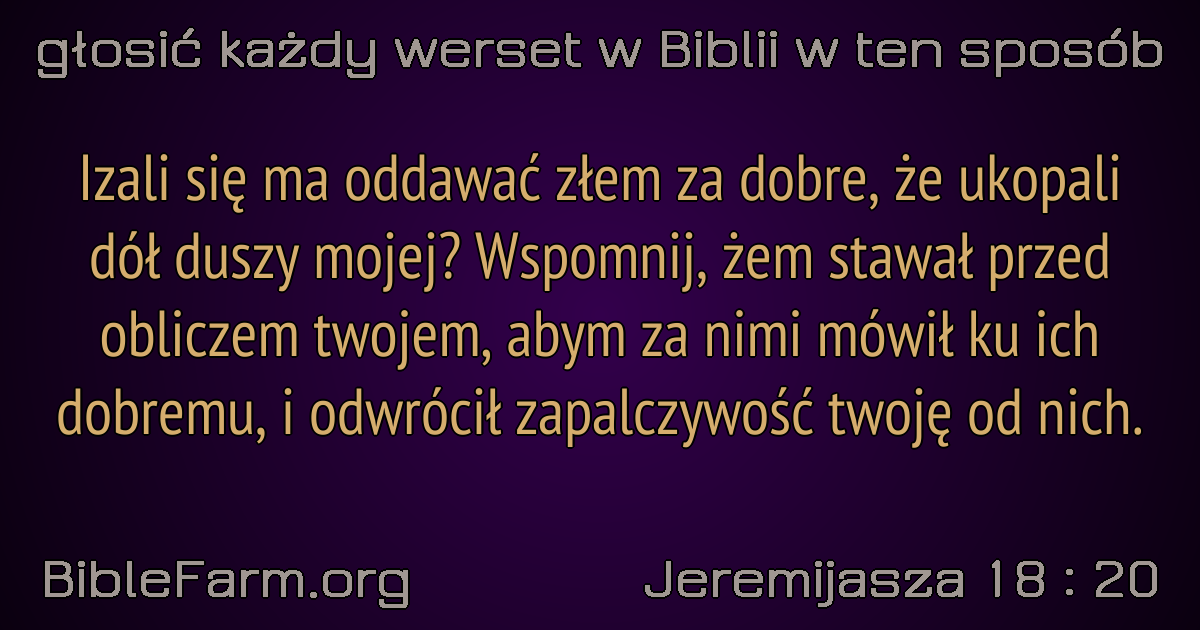 głosić każdy werset w Biblii w ten sposób
Izali się ma oddawać złem za dobre, że ukopali
dół duszy mojej? Wspomnij, żem stawał przed
obliczem twojem, abym za nimi mówił ku ich
dobremu, i odwrócił zapalczywość twoję od nich.
BibleFarm.org
Jeremijasza 18 : 20